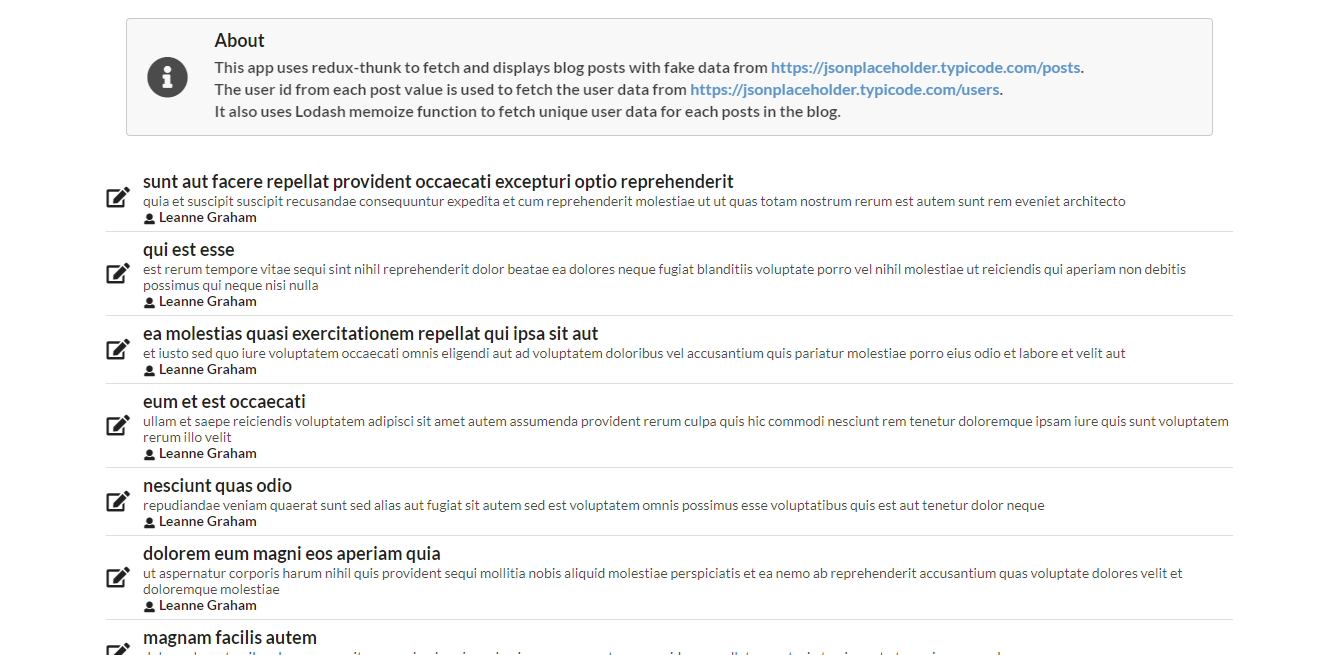 About
This app uses redux-thunk to fetch and displays blog posts with fake data from https://jsonplaceholder.typicode.com/posts.
The user id from each post value is used to fetch the user data from https://jsonplaceholder.typicode.com/users.
It also uses Lodash memoize function to fetch unique user data for each posts in the blog.
sunt aut facere repellat provident occaecati excepturi optio reprehenderit
quia et suscipit suscipit recusandae consequuntur expedita et cum reprehenderit molestiae ut ut quas totam nostrum rerum est autem sunt rem eveniet architecto
Leanne Graham
qui est esse
est rerum tempore vitae sequi sint nihil reprehenderit dolor beatae ea dolores neque fugiat blanditiis voluptate porro vel nihil molestiae ut reiciendis qui aperiam non debitis
possimus qui neque nisi nulla
Leanne Graham
ea molestias quasi exercitationem repellat qui ipsa sit aut
et iusto sed quo iure voluptatem occaecati omnis eligendi aut ad voluptatem doloribus vel accusantium quis pariatur molestiae porro eius odio et labore et velit aut
Leanne Graham
eum et est occaecati
ullam et saepe reiciendis voluptatem adipisci sit amet autem assumenda provident rerum culpa quis hic commodi nesciunt rem tenetur doloremque ipsam iure quis sunt voluptatem
rerum illo velit
Leanne Graham
nesciunt quas odio
repudiandae veniam quaerat sunt sed alias aut fugiat sit autem sed est voluptatem omnis possimus esse voluptatibus quis est aut tenetur dolor neque
Leanne Graham
dolorem eum magni eos aperiam quia
ut aspernatur corporis harum nihil quis provident sequi mollitia nobis aliquid molestiae perspiciatis et ea nemo ab reprehenderit accusantium quas voluptate dolores velit et
doloremque molestiae
Leanne Graham
magnam facilis autem